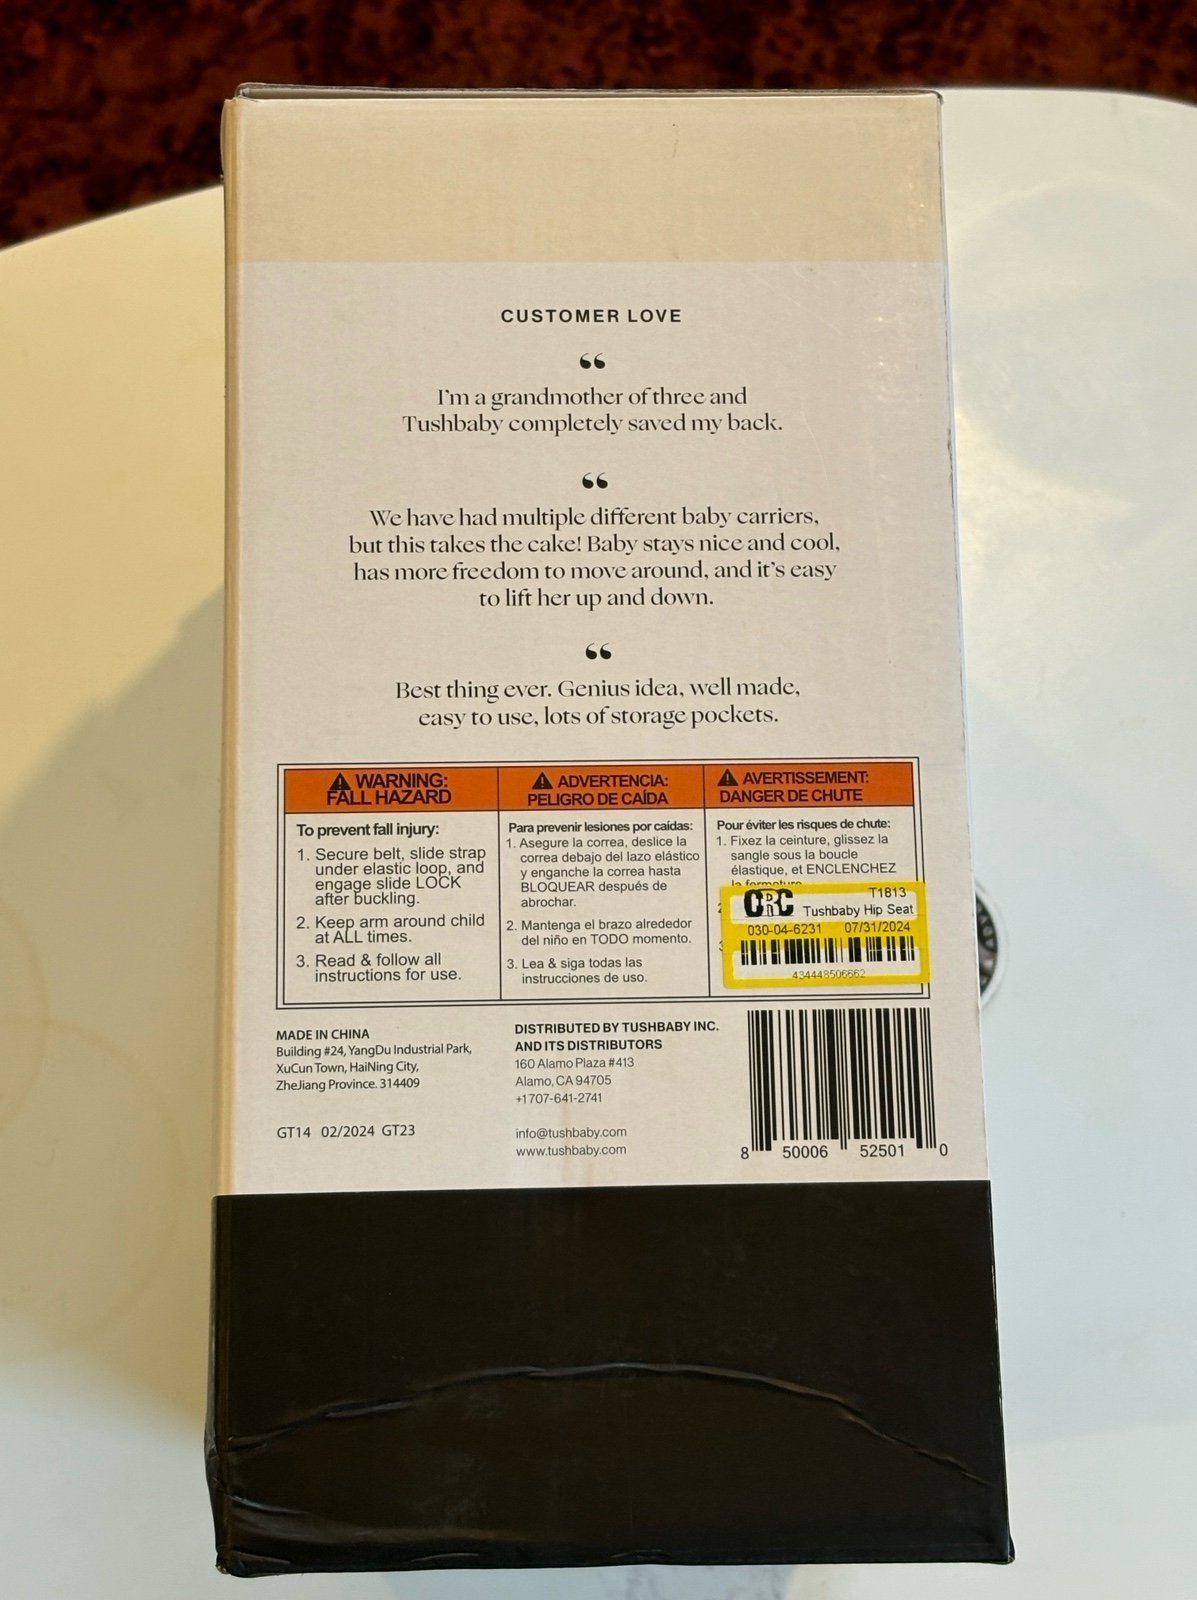 CUSTOMER LOVE
“
I'm a grandmother of three and
Tushbaby completely saved my back.
“
We have had multiple different baby carriers,
but this takes the cake! Baby stays nice and cool,
has more freedom to move around, and it's easy
to lift her up and down.
“
Best thing ever. Genius idea, well made,
easy to use, lots of storage pockets.
WARNING:
FALL HAZARD
To prevent fall injury:
1. Secure belt, slide strap
under elastic loop, and
engage slide LOCK
after buckling.
2. Keep arm around child
at ALL times.
3. Read & follow all
instructions for use.
ADVERTENCIA:
PELIGRO DE CAÍDA
Para prevenir lesiones por caídas:
1. Asegure la correa, deslice la
correa debajo del lazo elástico
y enganche la correa hasta
BLOQUEAR después de
abrochar.
2. Mantenga el brazo alrededor
del niño en TODO momento.
3. Lea & siga todas las
instrucciones de uso.
AVERTISSEMENT:
DANGER DE CHUTE
Pour éviter les risques de chute:
1. Fixez la ceinture, glissez la
sangle sous la boucle
élastique, et ENCLENCHEZ
la fermeture
CRC
T1813
Tushbaby Hip Seat
030-04-6231 07/31/2024
434448506662
MADE IN CHINA
Building #24, YangDu Industrial Park,
XuCun Town, HaiNing City,
ZheJiang Province. 314409
GT14 02/2024 GT23
DISTRIBUTED BY TUSHBABY INC.
AND ITS DISTRIBUTORS
160 Alamo Plaza #413
Alamo, CA 94705
+1 707-641-2741
info@tushbaby.com
www.tushbaby.com
8 50006 52501 0